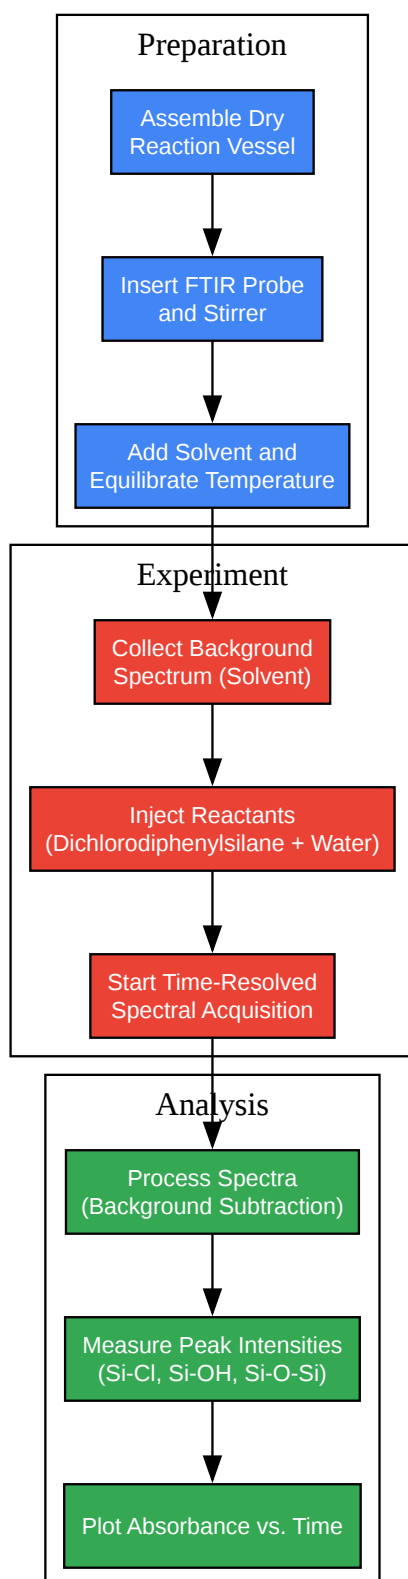 Preparation
Assemble Dry
Reaction Vessel
Insert FTIR Probe
and Stirrer
Add Solvent and
Equilibrate Temperature
Experiment
Collect Background
Spectrum (Solvent)
Inject Reactants
(Dichlorodiphenylsilane + Water)
Start Time-Resolved
Spectral Acquisition
Analysis
Process Spectra
(Background Subtraction)
Measure Peak Intensities
(Si-Cl, Si-OH, Si-O-Si)
Plot Absorbance vs. Time